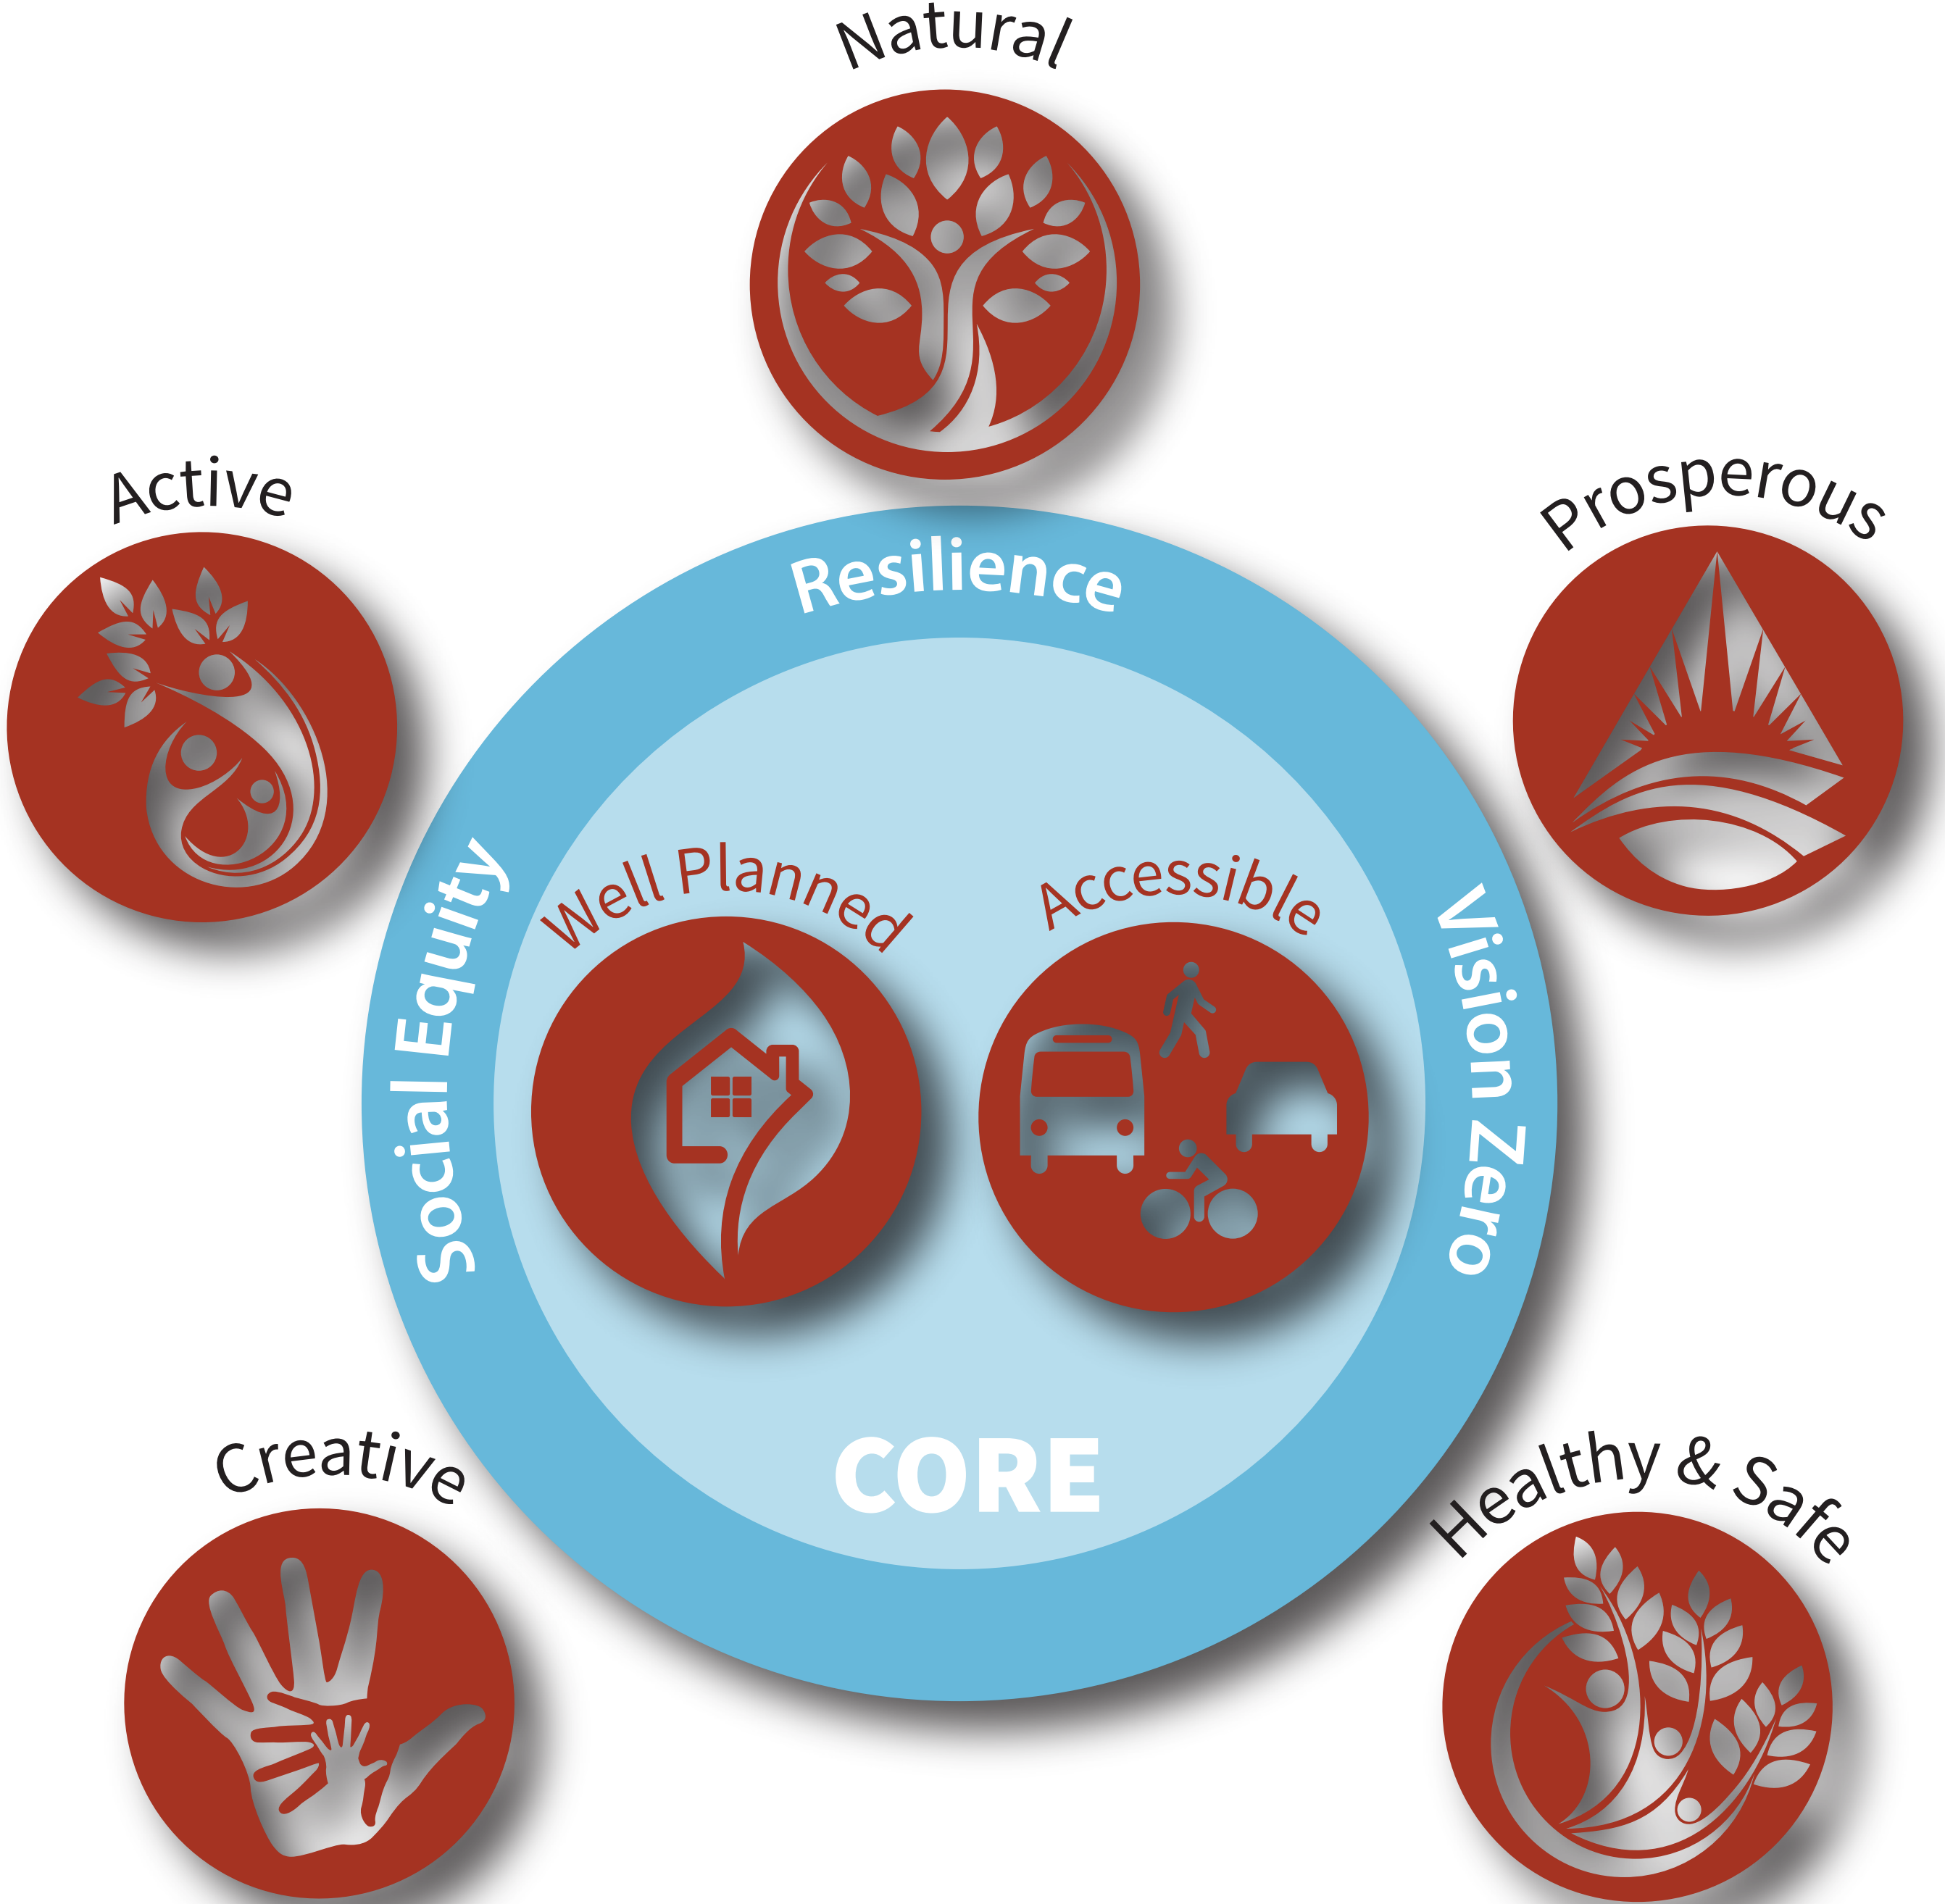 Natural
Active
Prosperous
Resilience
Social Equity
Well Planned
Accessible
Vision Zero
CORE
Creative
Healthy & Safe